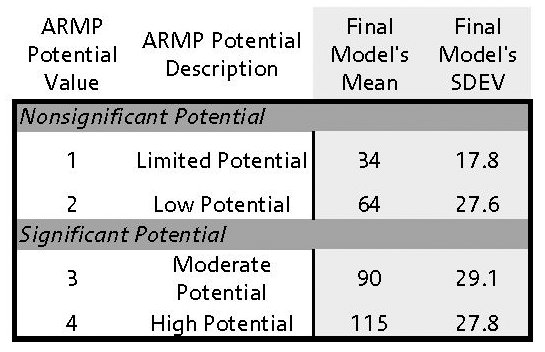 ARMP Potential Value ARMP Potential Description Final Model's Mean Final Model's SDEV
Nonsignificant Potential
1 Limited Potential 34 17.8
2 Low Potential 64 27.6
Significant Potential
3 Moderate Potential 90 29.1
4 High Potential 115 27.8